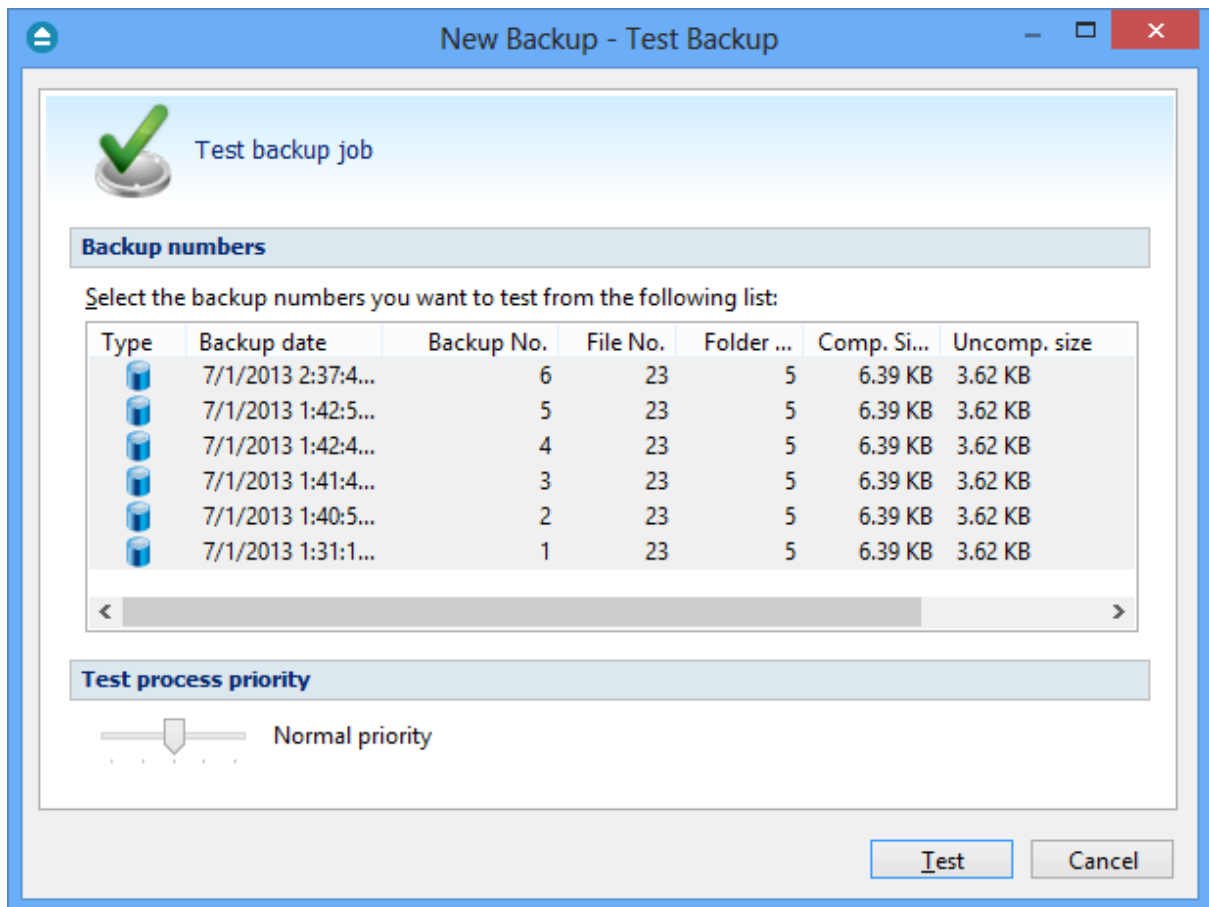 New Backup - Test Backup
Test backup job
Backup numbers
Select the backup numbers you want to test from the following list:
Type Backup date Backup No. File No. Folder ... Comp. Si... Uncomp. size
7/1/2013 2:37:4... 6 23 5 6.39 KB 3.62 KB
7/1/2013 1:42:5... 5 23 5 6.39 KB 3.62 KB
7/1/2013 1:42:4... 4 23 5 6.39 KB 3.62 KB
7/1/2013 1:41:4... 3 23 5 6.39 KB 3.62 KB
7/1/2013 1:40:5... 2 23 5 6.39 KB 3.62 KB
7/1/2013 1:31:1... 1 23 5 6.39 KB 3.62 KB
Test process priority
Normal priority
Test Cancel